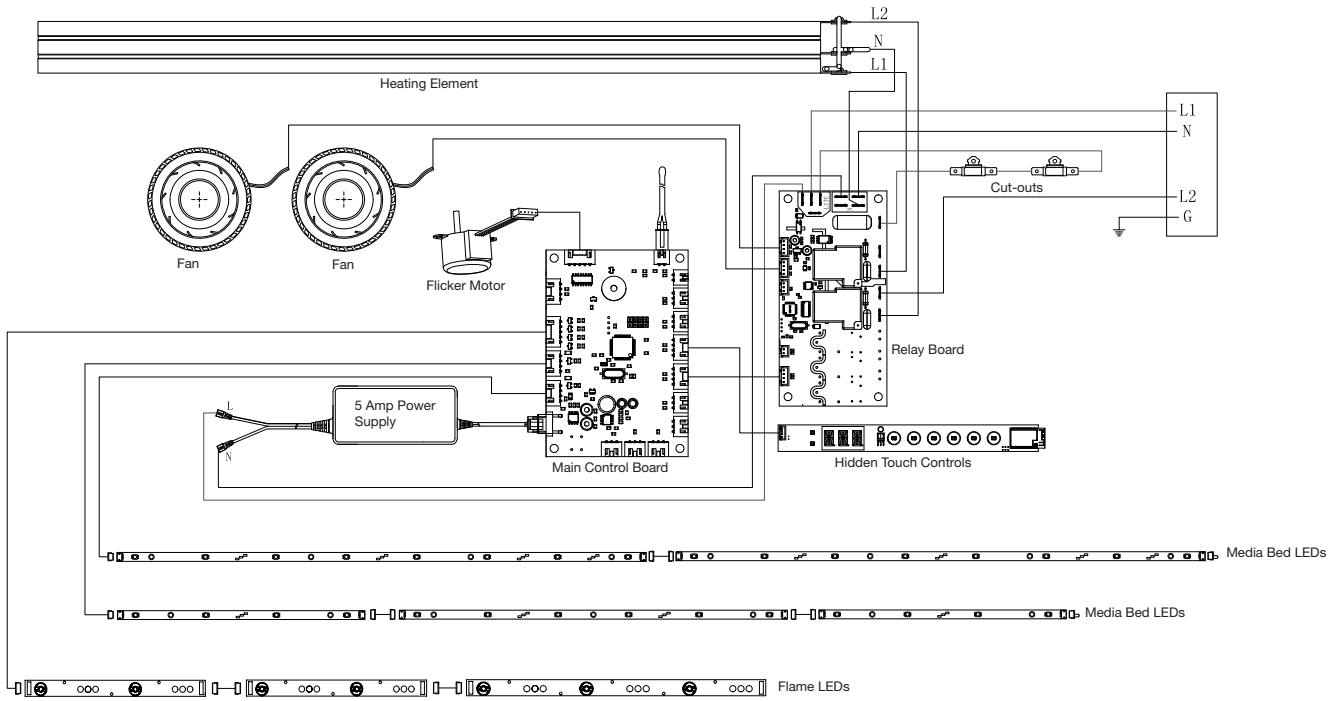 L2
N
L1
Heating Element
L1
N
Cut-outs
L2
G
Fan
Fan
Flicker Motor
Relay Board
5 Amp Power
Supply
L
N
Main Control Board
Hidden Touch Controls
Media Bed LEDs
Media Bed LEDs
Flame LEDs